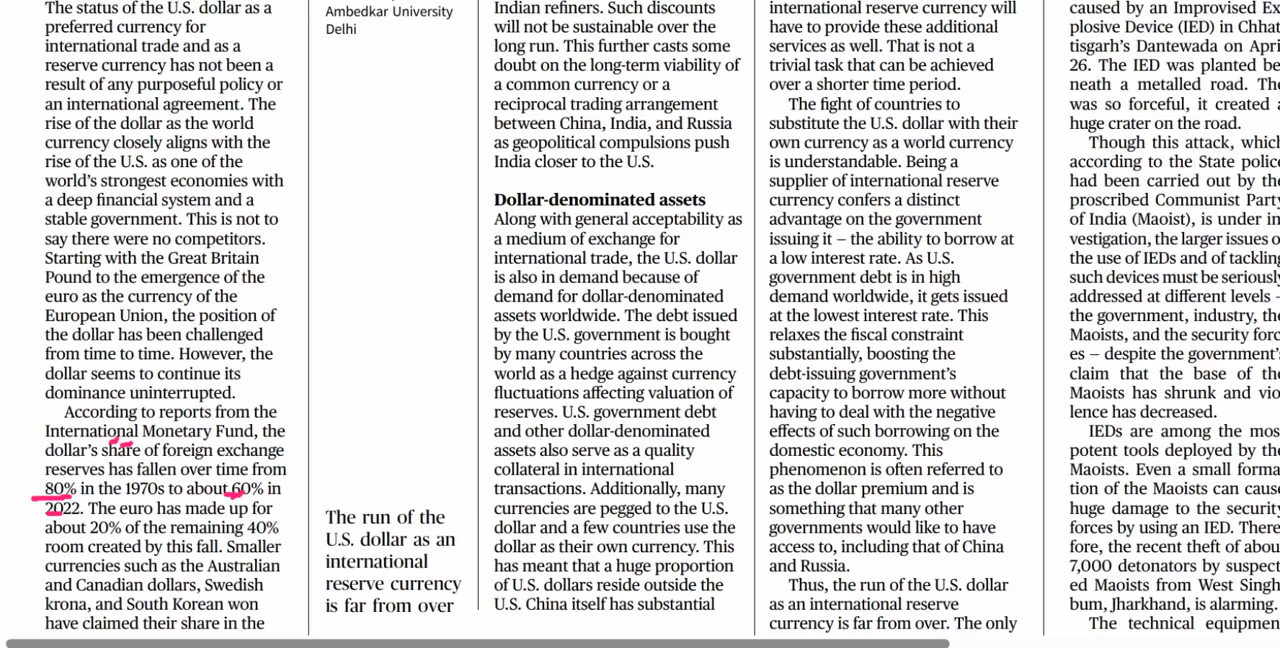 The status of the U.S. dollar as a
preferred currency for
international trade and as a
reserve currency has not been a
result of any purposeful policy or
an international agreement. The
rise of the dollar as the world
currency closely aligns with the
rise of the U.S. as one of the
world's strongest economies with
a deep financial system and a
stable government. This is not to
say there were no competitors.
Starting with the Great Britain
Pound to the emergence of the
euro as the currency of the
European Union, the position of
the dollar has been challenged
from time to time. However, the
dollar seems to continue its
dominance uninterrupted.
According to reports from the
International Monetary Fund, the
dollar's share of foreign exchange
reserves has fallen over time from
80% in the 1970s to about 60% in
2022. The euro has made up for
about 20% of the remaining 40%
room created by this fall. Smaller
currencies such as the Australian
and Canadian dollars, Swedish
krona, and South Korean won
have claimed their share in the
Ambedkar University
Delhi
The run of the
U.S. dollar as an
international
reserve currency
is far from over
Indian refiners. Such discounts
will not be sustainable over the
long run. This further casts some
doubt on the long-term viability of
a common currency or a
reciprocal trading arrangement
between China, India, and Russia
as geopolitical compulsions push
India closer to the U.S.
Dollar-denominated assets
Along with general acceptability as
a medium of exchange for
international trade, the U.S. dollar
is also in demand because of
demand for dollar-denominated
assets worldwide. The debt issued
by the U.S. government is bought
by many countries across the
world as a hedge against currency
fluctuations affecting valuation of
reserves. U.S. government debt
and other dollar-denominated
assets also serve as a quality
collateral in international
transactions. Additionally, many
currencies are pegged to the U.S.
dollar and a few countries use the
dollar as their own currency. This
has meant that a huge proportion
of U.S. dollars reside outside the
U.S. China itself has substantial
international reserve currency will
have to provide these additional
services as well. That is not a
trivial task that can be achieved
over a shorter time period.
The fight of countries to
substitute the U.S. dollar with their
own currency as a world currency
is understandable. Being a
supplier of international reserve
currency confers a distinct
advantage on the government
issuing it – the ability to borrow at
a low interest rate. As U.S.
government debt is in high
demand worldwide, it gets issued
at the lowest interest rate. This
relaxes the fiscal constraint
substantially, boosting the
debt-issuing government's
capacity to borrow more without
having to deal with the negative
effects of such borrowing on the
domestic economy. This
phenomenon is often referred to
as the dollar premium and is
something that many other
governments would like to have
access to, including that of China
and Russia.
Thus, the run of the U.S. dollar
as an international reserve
currency is far from over. The only
caused by an Improvised Ex
plosive Device (IED) in Chhat
tisgarh's Dantewada on Apri
26. The IED was planted be
neath a metalled road. The
was so forceful, it created a
huge crater on the road.
Though this attack, which
according to the State police
had been carried out by the
proscribed Communist Party
of India (Maoist), is under in
vestigation, the larger issues o
the use of IEDs and of tackling
such devices must be seriously
addressed at different levels –
the government, industry, the
Maoists, and the security forc
es – despite the government's
claim that the base of the
Maoists has shrunk and vio
lence has decreased.
IEDs are among the mos
potent tools deployed by the
Maoists. Even a small forma
tion of the Maoists can cause
huge damage to the security
forces by using an IED. There
fore, the recent theft of abou
7,000 detonators by suspect
ed Maoists from West Singh
bum, Jharkhand, is alarming.
The technical equipmen